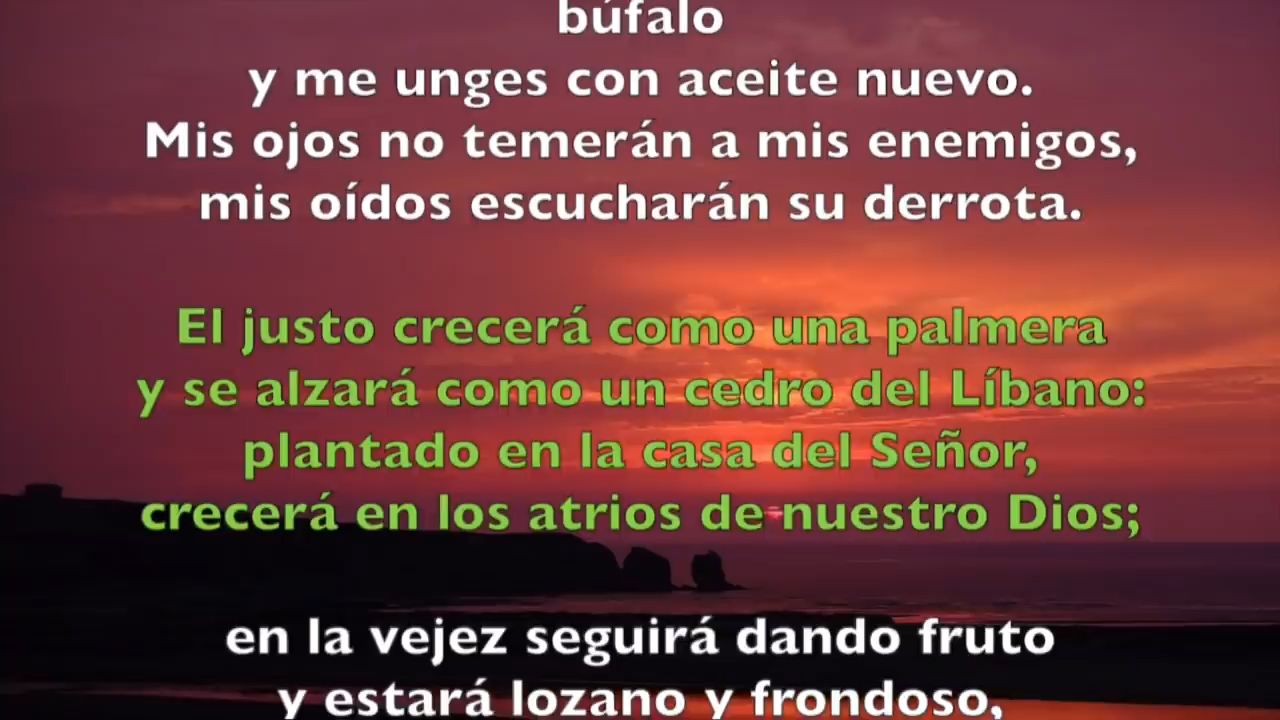 búfalo
y me unges con aceite nuevo.
Mis ojos no temerán a mis enemigos,
mis oídos escucharán su derrota.
El justo crecerá como una palmera
y se alzará como un cedro del Líbano:
plantado en la casa del Señor,
crecerá en los atrios de nuestro Dios;
en la vejez seguirá dando fruto
y estará lozano y frondoso,